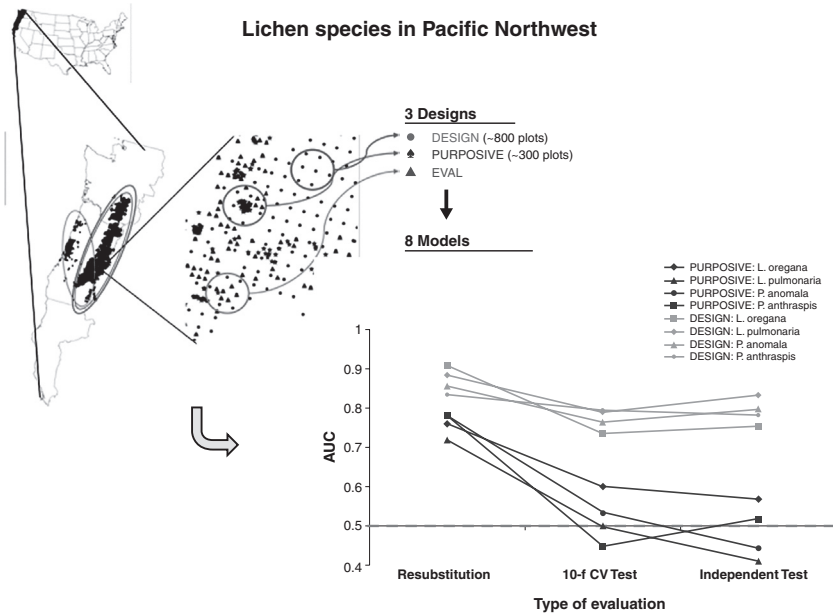 Lichen species in Pacific Northwest
3 Designs
DESIGN (~800 plots)
PURPOSIVE (~300 plots)
EVAL
8 Models
PURPOSIVE: L. oregana
PURPOSIVE: L. pulmonaria
PURPOSIVE: P. anomala
PURPOSIVE: P. anthraspis
DESIGN: L. oregana
DESIGN: L. pulmonaria
DESIGN: P. anomala
DESIGN: P. anthraspis
1
0.9
0.8
0.7
0.6
0.5
0.4
AUC
Resubstitution
10-f CV Test
Independent Test
Type of evaluation